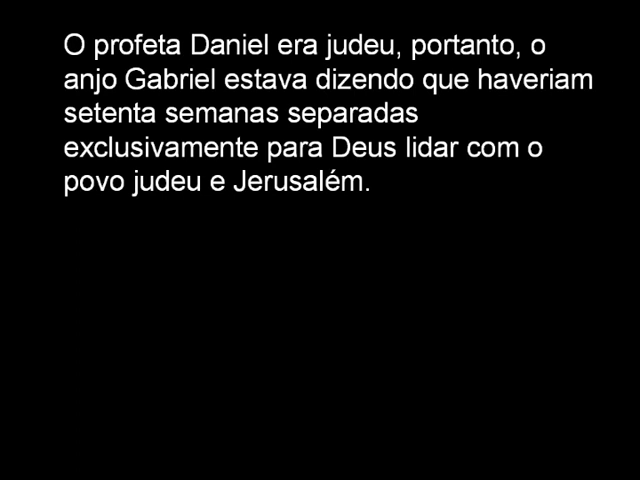 O profeta Daniel era judeu, portanto, o
anjo Gabriel estava dizendo que haveriam
setenta semanas separadas
exclusivamente para Deus lidar com o
povo judeu e Jerusalém.